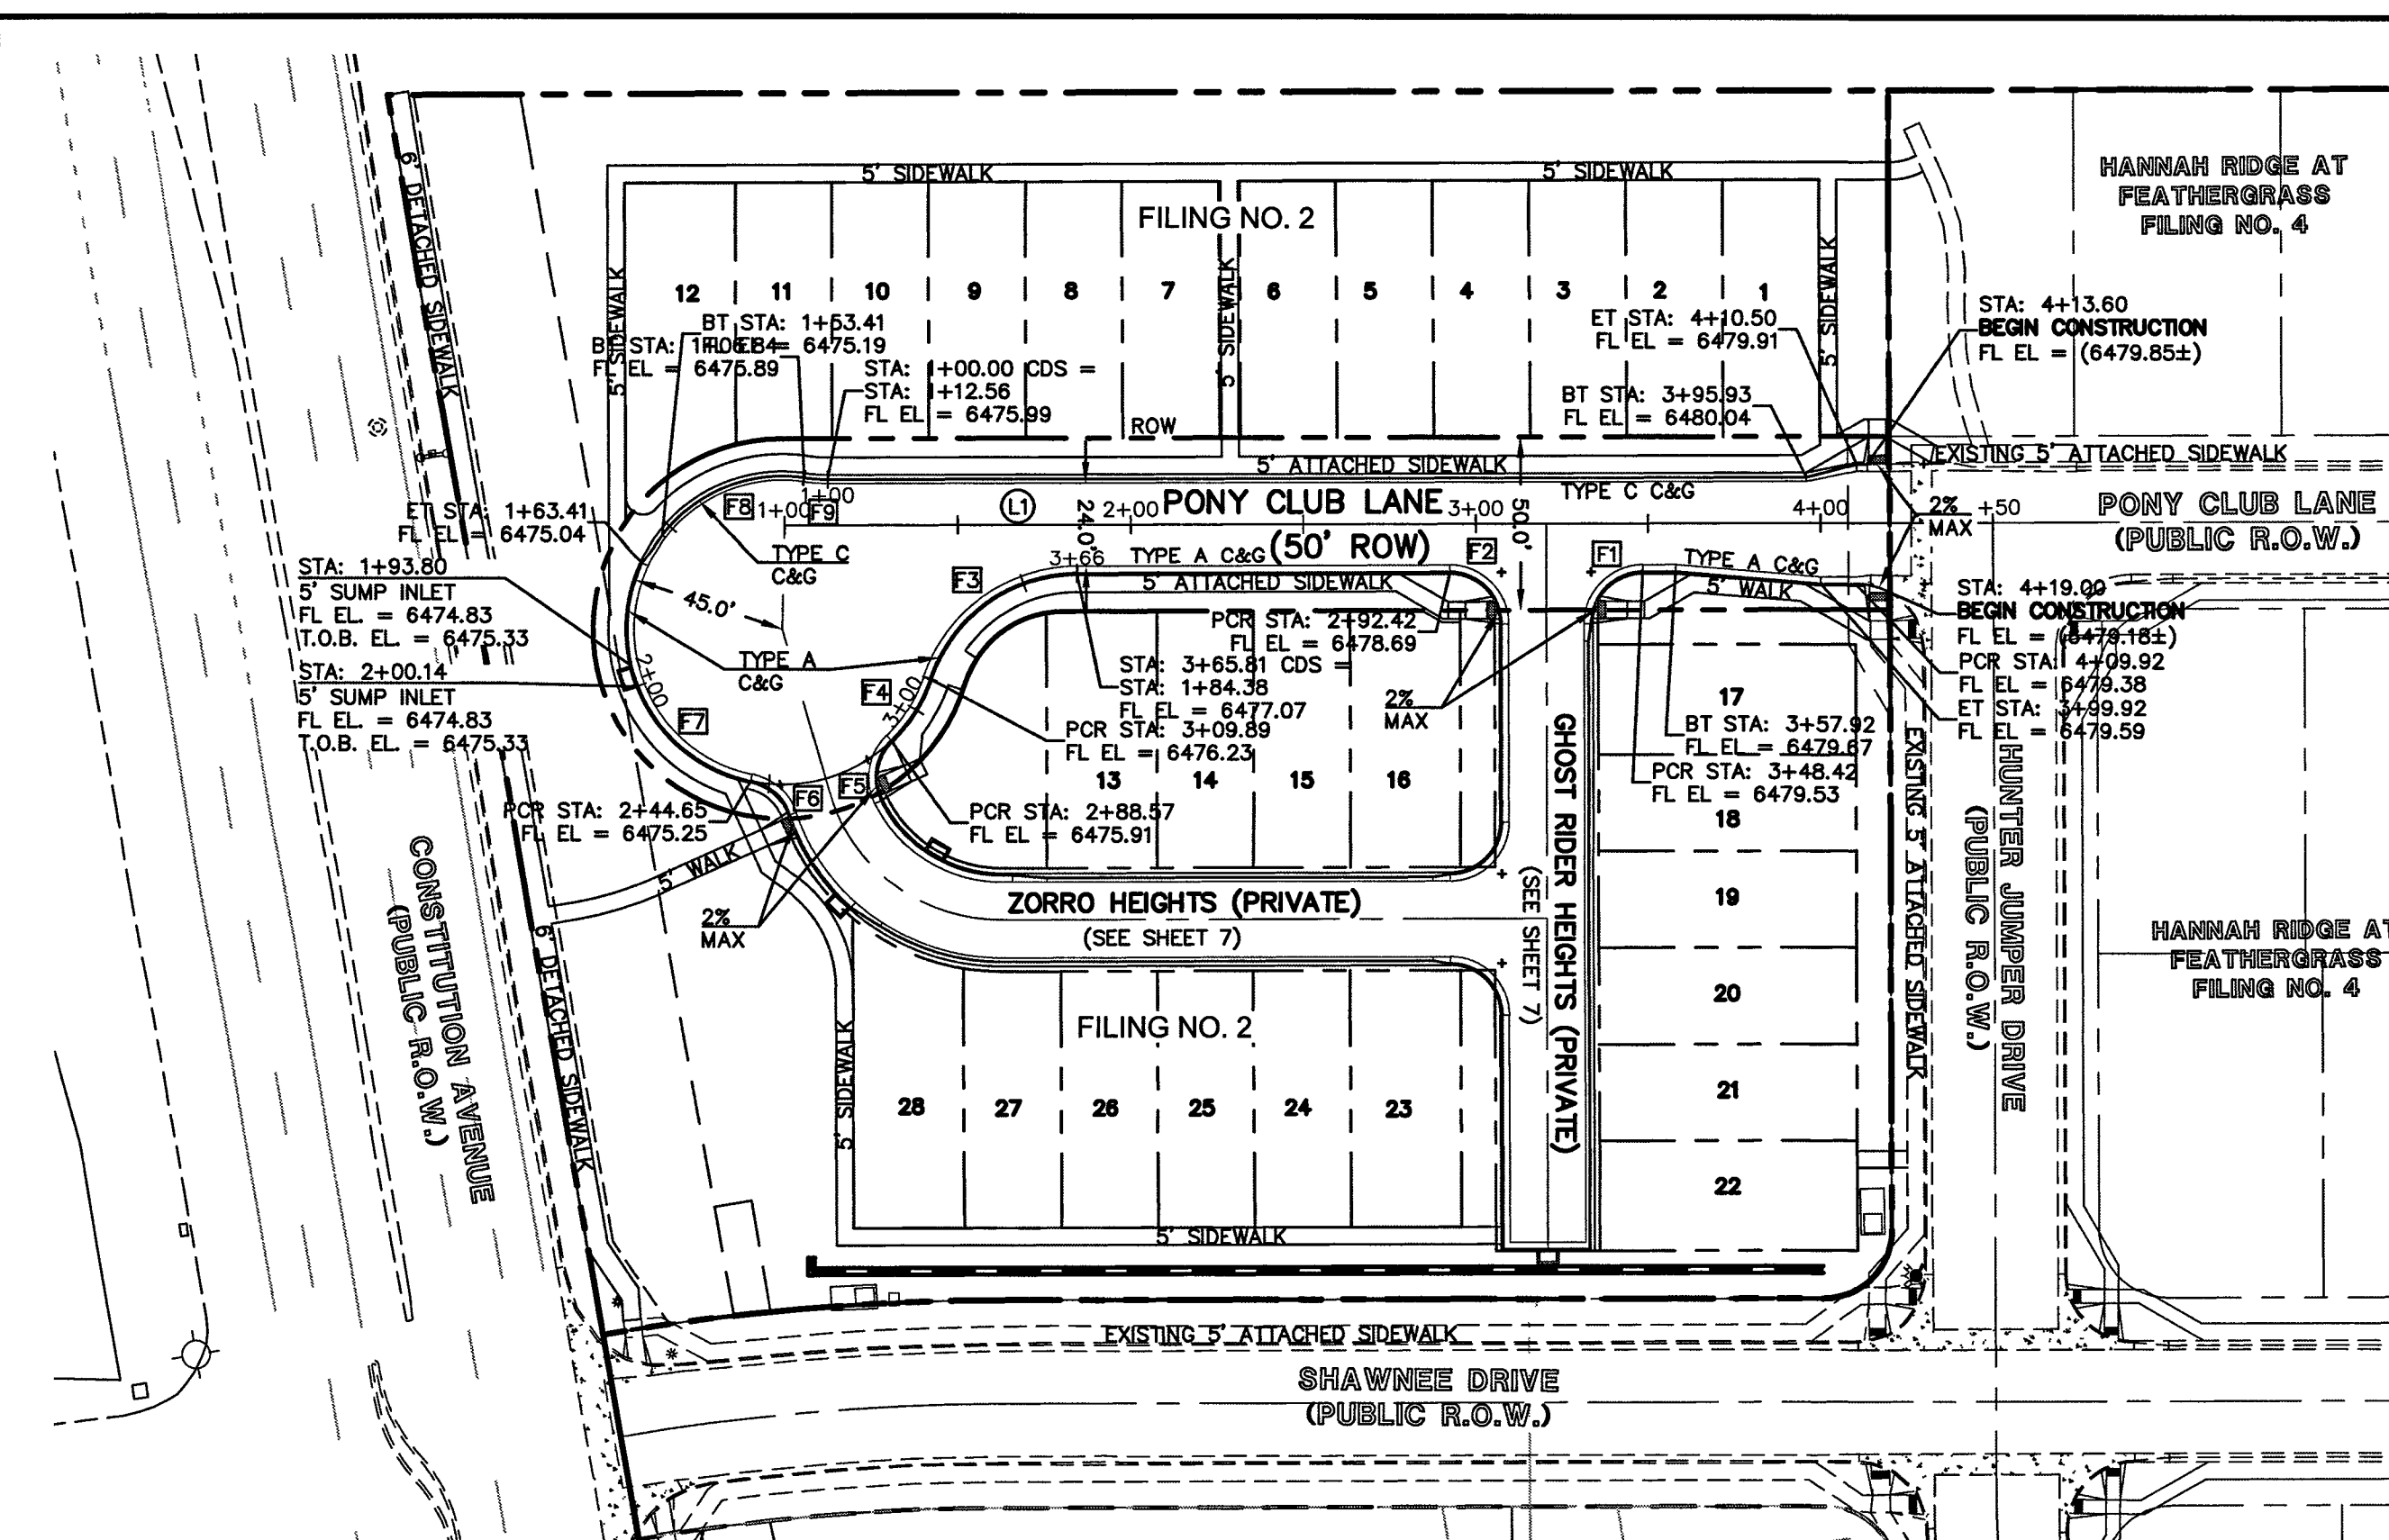 HANNAH RIDGE AT
FEATHERGRASS
FILING NO. 4
5' SIDEWALK
5' SIDEWALK
FILING NO. 2
6' DETACHED SIDEWALK
5' SIDEWALK
5' SIDEWALK
5' SIDEWALK
12
11
10
9
8
7
6
5
4
3
2
1
BT STA: 1+53.41
FL EL = 6475.19
BT STA: 1+06.84
FL EL = 6475.89
STA: 1+00.00 CDS =
STA: 1+12.56
FL EL = 6475.99
ET STA: 4+10.50
FL EL = 6479.91
STA: 4+13.60
BEGIN CONSTRUCTION
FL EL = (6479.85±)
BT STA: 3+95.93
FL EL = 6480.04
ROW
5' ATTACHED SIDEWALK
EXISTING 5' ATTACHED SIDEWALK
TYPE C C&G
1+00
F8
1+00
F9
L1
2+00
PONY CLUB LANE
3+00
4+00
+50
24.0'
50.0'
2%
MAX
PONY CLUB LANE
(PUBLIC R.O.W.)
ET STA: 1+63.41
FL EL = 6475.04
TYPE C
C&G
3+66
TYPE A C&G
(50' ROW)
F2
F1
TYPE A C&G
F3
5' ATTACHED SIDEWALK
5' WALK
STA: 1+93.80
5' SUMP INLET
FL EL. = 6474.83
T.O.B. EL. = 6475.33
45.0'
STA: 4+19.00
BEGIN CONSTRUCTION
FL EL = (6479.18±)
PCR STA: 4+09.92
FL EL = 6479.38
ET STA: 3+99.92
FL EL = 6479.59
PCR STA: 2+92.42
FL EL = 6478.69
STA: 3+65.81 CDS =
STA: 1+84.38
FL EL = 6477.07
STA: 2+00.14
5' SUMP INLET
FL EL. = 6474.83
T.O.B. EL. = 6475.33
2+00
TYPE A
C&G
F4
3+00
F7
2%
MAX
17
PCR STA: 3+09.89
FL EL = 6476.23
BT STA: 3+57.92
FL EL = 6479.67
PCR STA: 3+48.42
FL EL = 6479.53
13
14
15
16
F5
F6
PCR STA: 2+44.65
FL EL = 6475.25
PCR STA: 2+88.57
FL EL = 6475.91
18
5' WALK
2%
MAX
ZORRO HEIGHTS (PRIVATE)
(SEE SHEET 7)
GHOST RIDER HEIGHTS (PRIVATE)
(SEE SHEET 7)
19
20
21
22
EXISTING 5' ATTACHED SIDEWALK
HUNTER JUMPER DRIVE
(PUBLIC R.O.W.)
HANNAH RIDGE AT
FEATHERGRASS
FILING NO. 4
CONSTITUTION AVENUE
(PUBLIC R.O.W.)
6' DETACHED SIDEWALK
FILING NO. 2
5' SIDEWALK
28
27
26
25
24
23
5' SIDEWALK
EXISTING 5' ATTACHED SIDEWALK
SHAWNEE DRIVE
(PUBLIC R.O.W.)